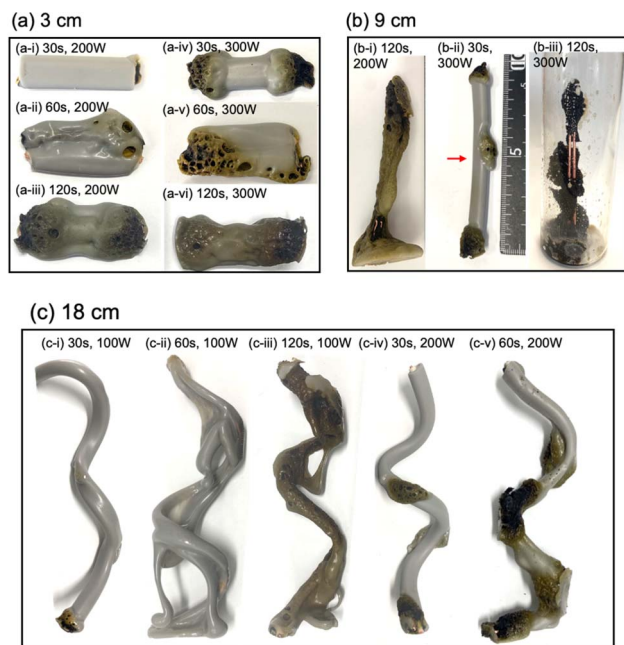 (a) 3 cm
(a-i) 30s, 200W
(a-iv) 30s, 300W
(a-ii) 60s, 200W
(a-v) 60s, 300W
(a-iii) 120s, 200W
(a-vi) 120s, 300W
(b) 9 cm
(b-i) 120s,
200W
(b-ii) 30s,
300W
(b-iii) 120s,
300W
5
(c) 18 cm
(c-i) 30s, 100W
(c-ii) 60s, 100W
(c-iii) 120s, 100W
(c-iv) 30s, 200W
(c-v) 60s, 200W